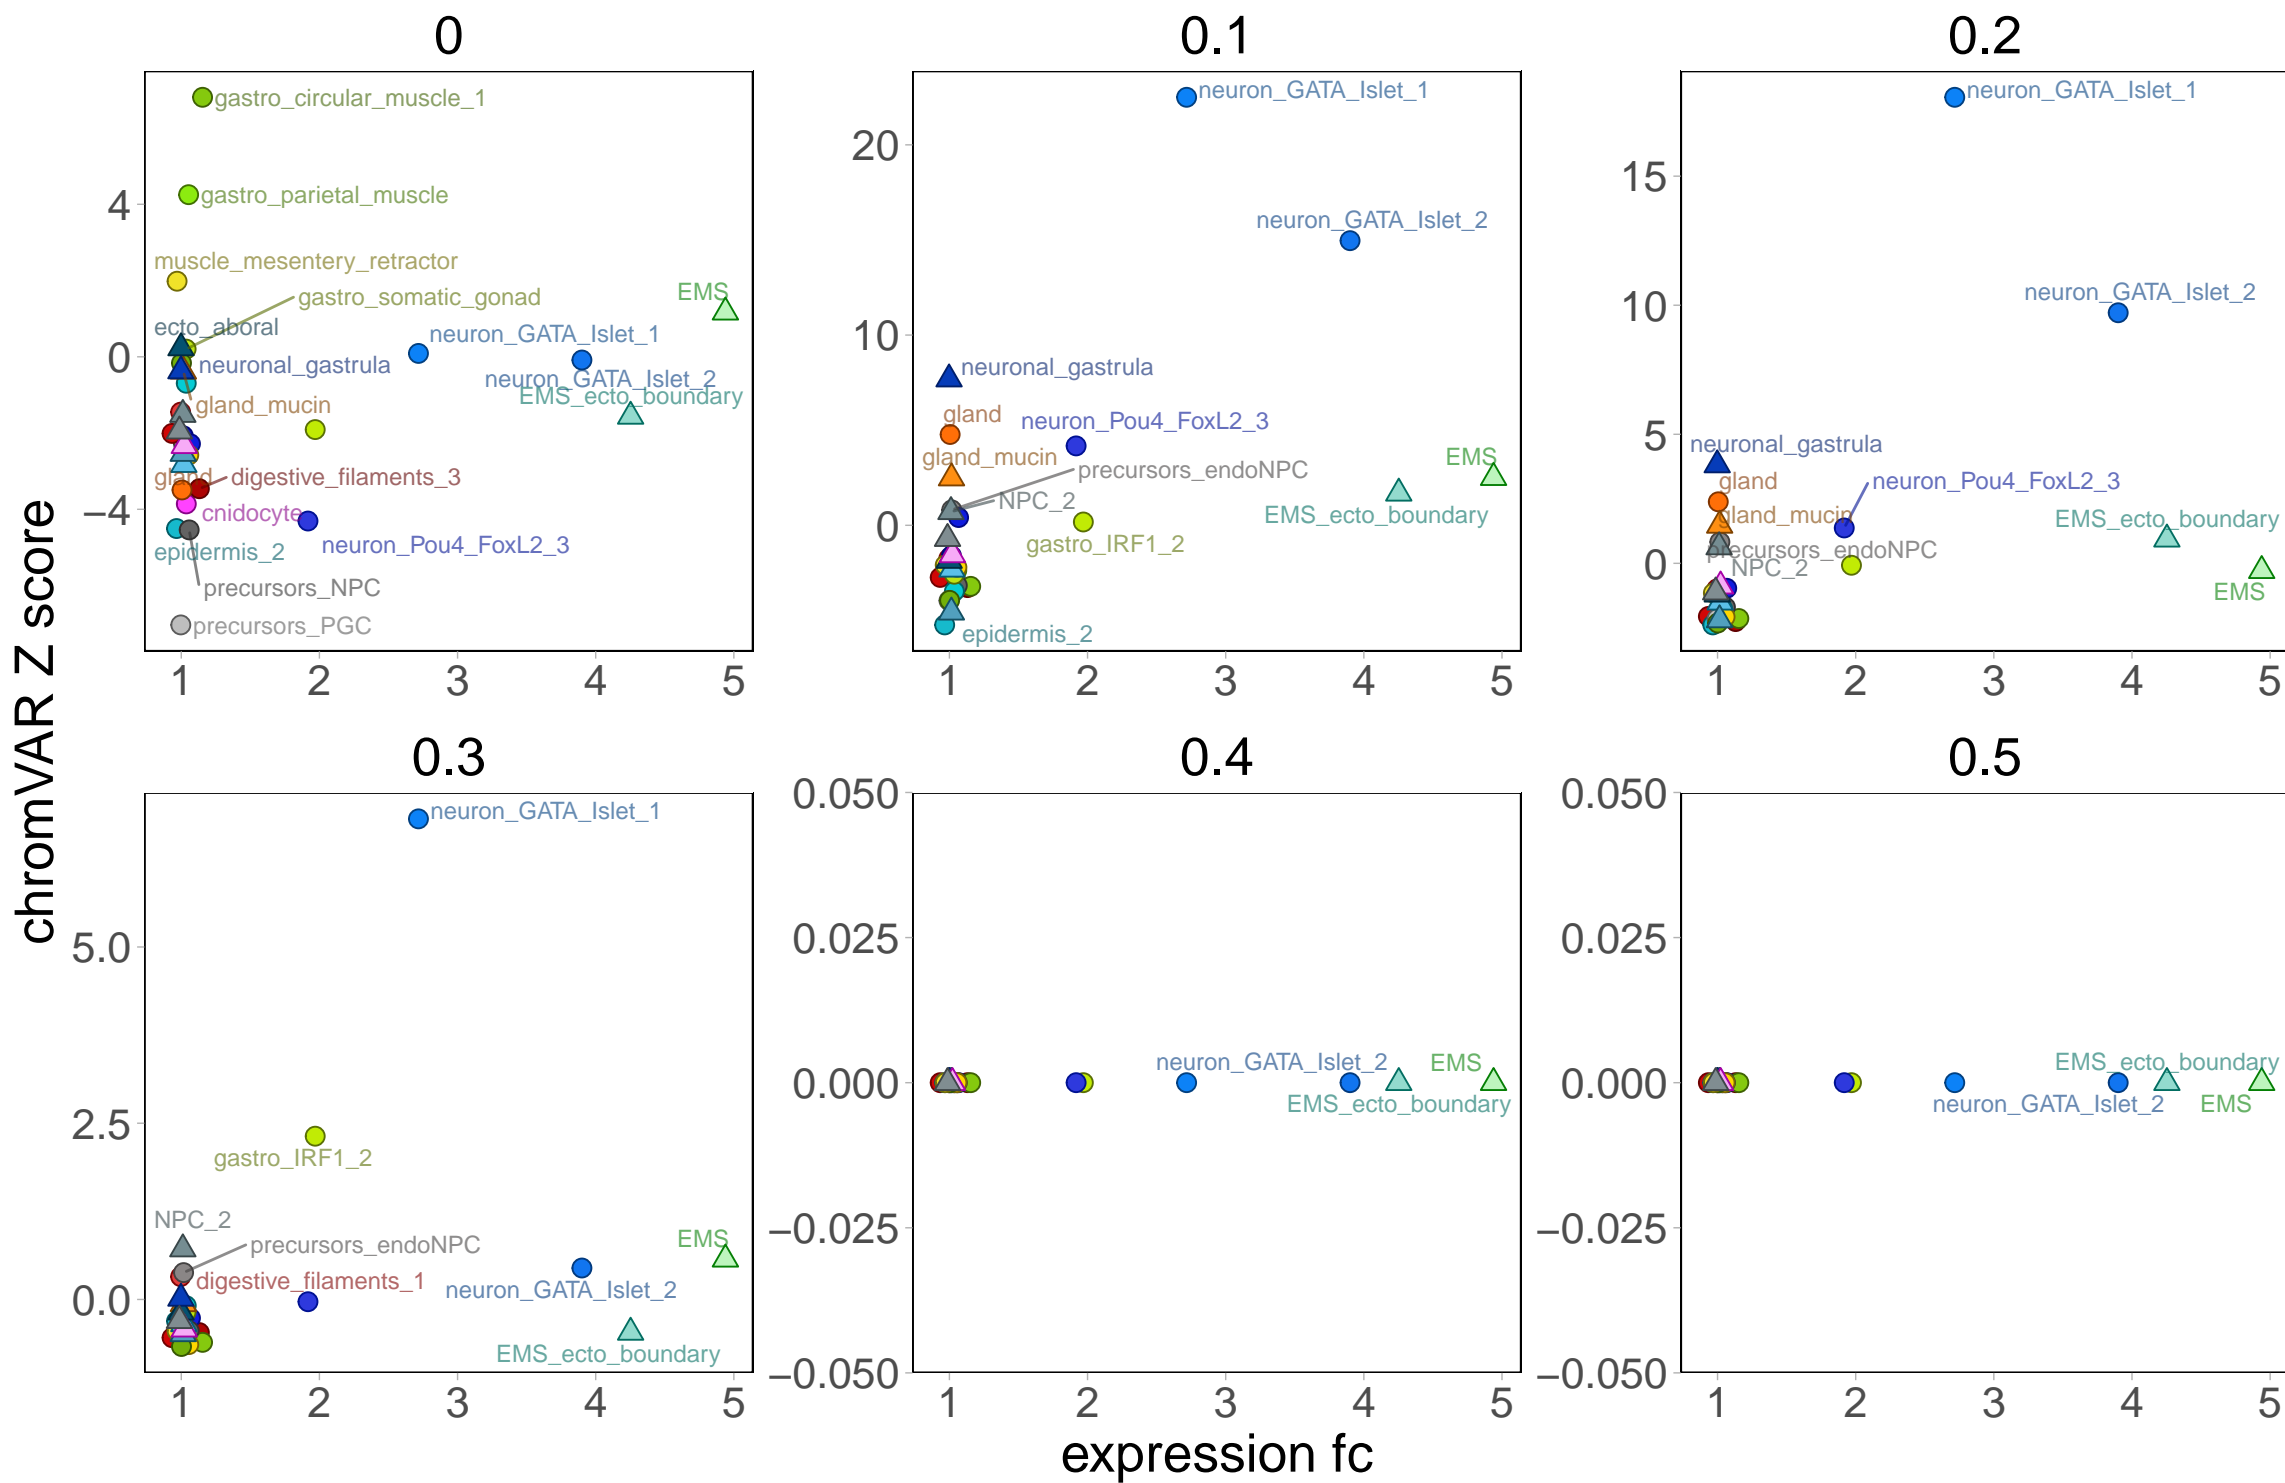 0
0.1
0.2
chromVAR Z score
4
0
−4
gastro_circular_muscle_1
gastro_parietal_muscle
muscle_mesentery_retractor
gastro_somatic_gonad
EMS
ecto_aboral
neuron_GATA_Islet_1
neuronal_gastrula
neuron_GATA_Islet_2
EMS_ecto_boundary
gland_mucin
gland
digestive_filaments_3
cnidocyte
neuron_Pou4_FoxL2_3
epidermis_2
precursors_NPC
precursors_PGC
1 2 3 4 5
20
10
0
neuron_GATA_Islet_1
neuron_GATA_Islet_2
neuronal_gastrula
gland
neuron_Pou4_FoxL2_3
gland_mucin
precursors_endoNPC
EMS
NPC_2
EMS_ecto_boundary
gastro_IRF1_2
epidermis_2
1 2 3 4 5
15
10
5
0
neuron_GATA_Islet_1
neuron_GATA_Islet_2
neuronal_gastrula
gland
neuron_Pou4_FoxL2_3
gland_mucin
EMS_ecto_boundary
precursors_endoNPC
NPC_2
EMS
1 2 3 4 5
0.3
0.4
0.5
5.0
2.5
0.0
neuron_GATA_Islet_1
gastro_IRF1_2
NPC_2
precursors_endoNPC
EMS
digestive_filaments_1
neuron_GATA_Islet_2
EMS_ecto_boundary
1 2 3 4 5
0.050
0.025
0.000
−0.025
−0.050
neuron_GATA_Islet_2
EMS
EMS_ecto_boundary
1 2 3 4 5
0.050
0.025
0.000
−0.025
−0.050
EMS_ecto_boundary
neuron_GATA_Islet_2
EMS
1 2 3 4 5
expression fc